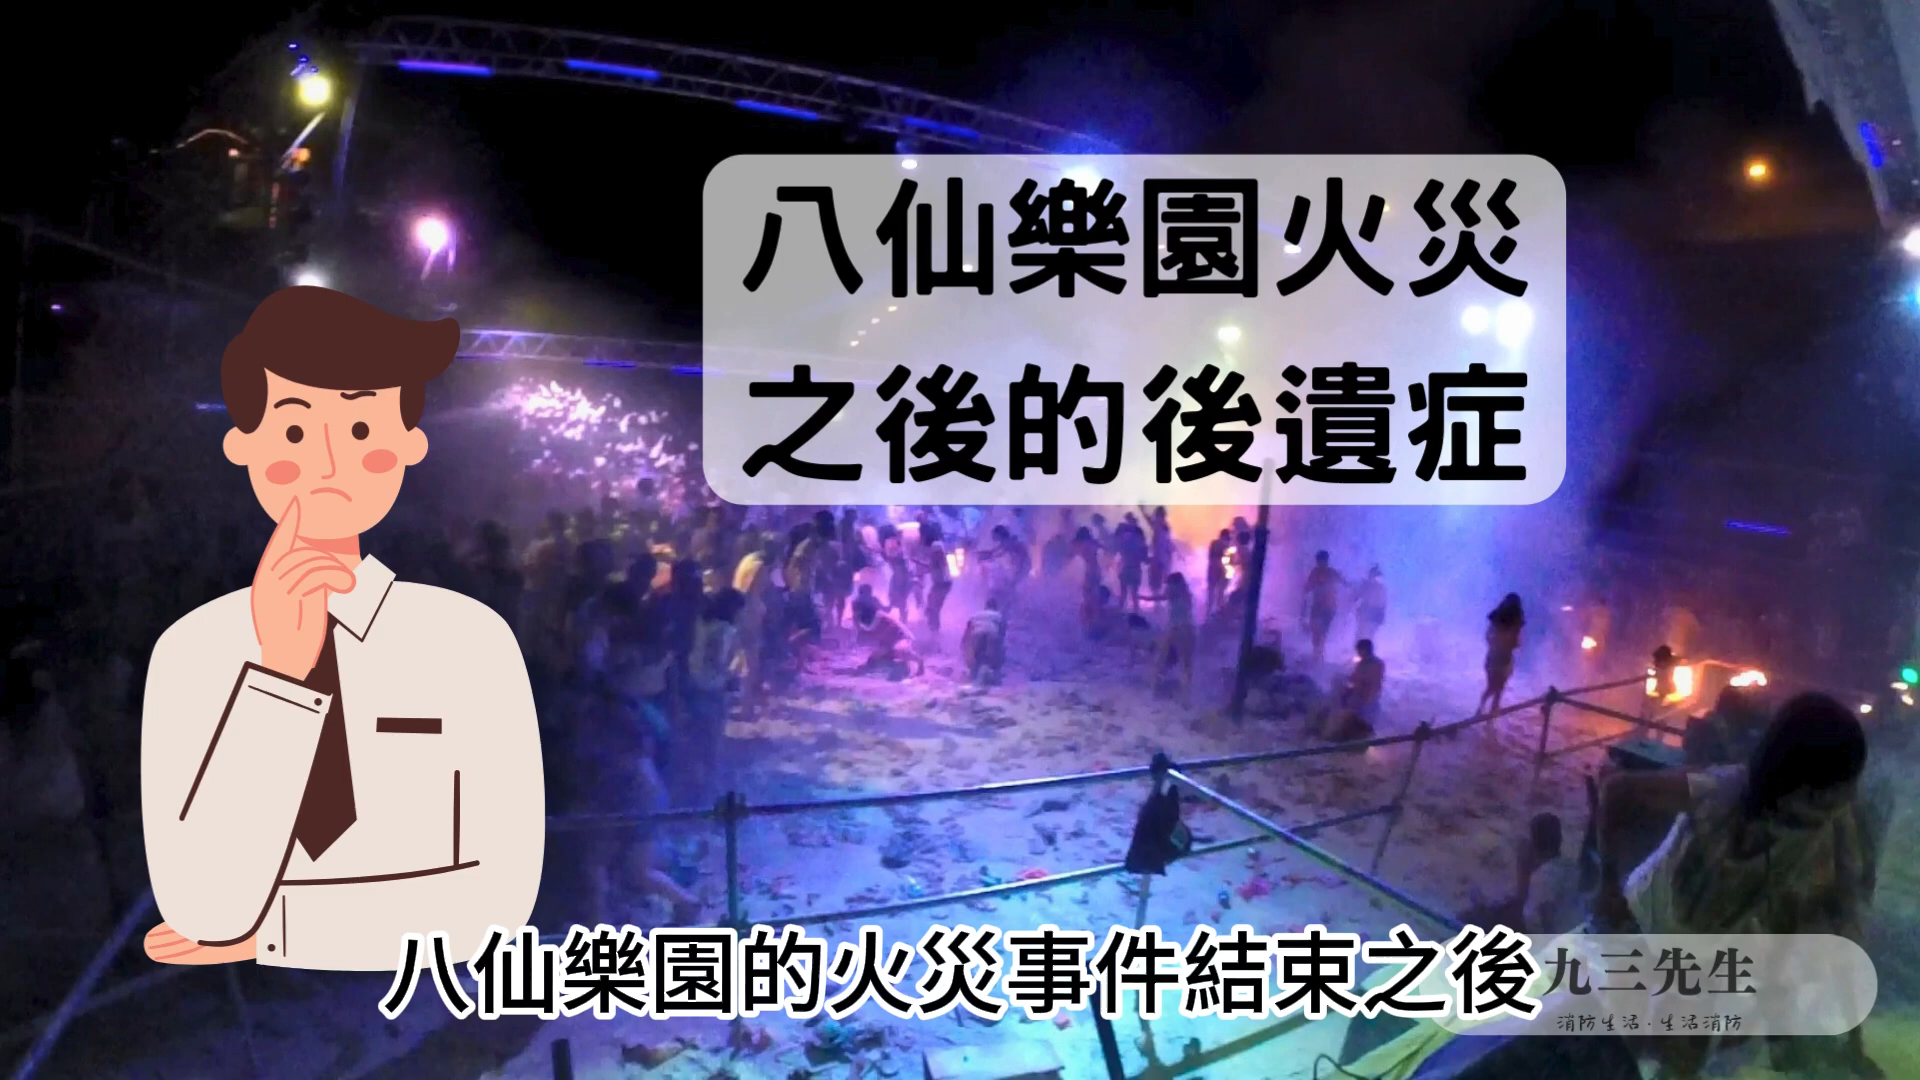 八仙樂園火災
之後的後遺症
八仙樂園的火災事件結束之後
九三先生
消防生活.生活消防